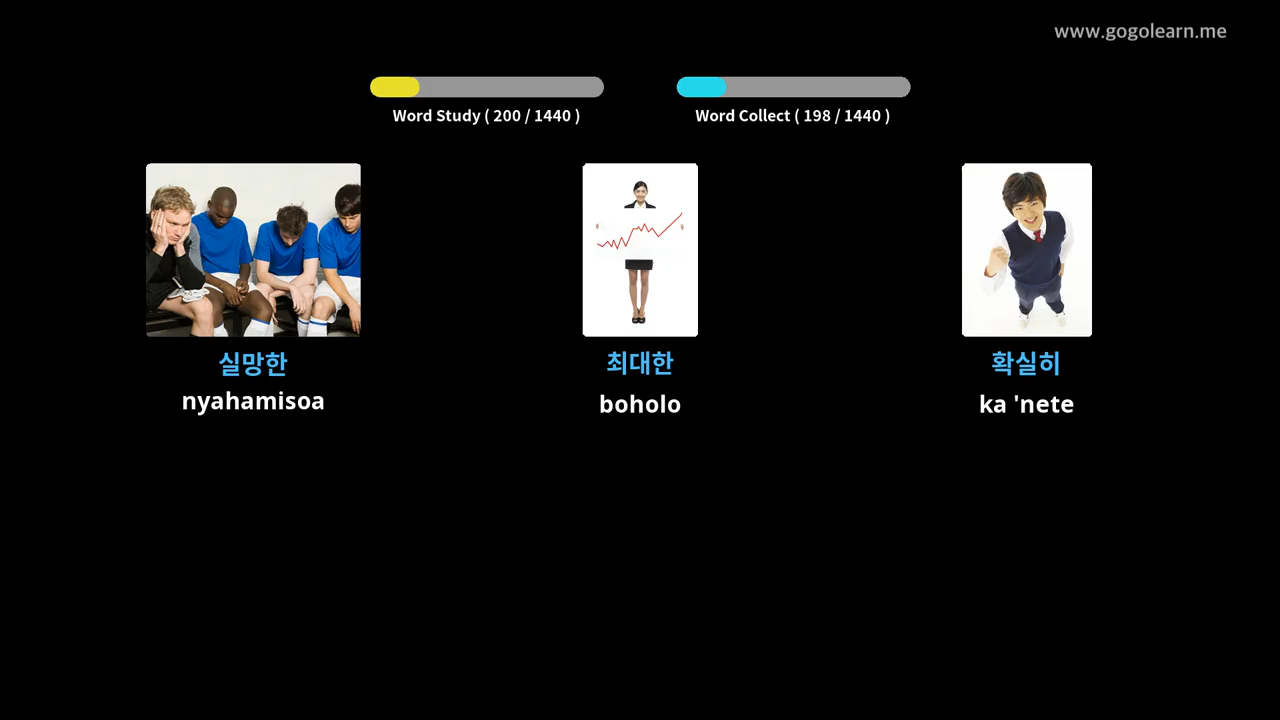 www.gogolearn.me
Word Study ( 200 / 1440 )
Word Collect ( 198 / 1440 )
실망한
nyahamisoa
최대한
boholo
확실히
ka 'nete